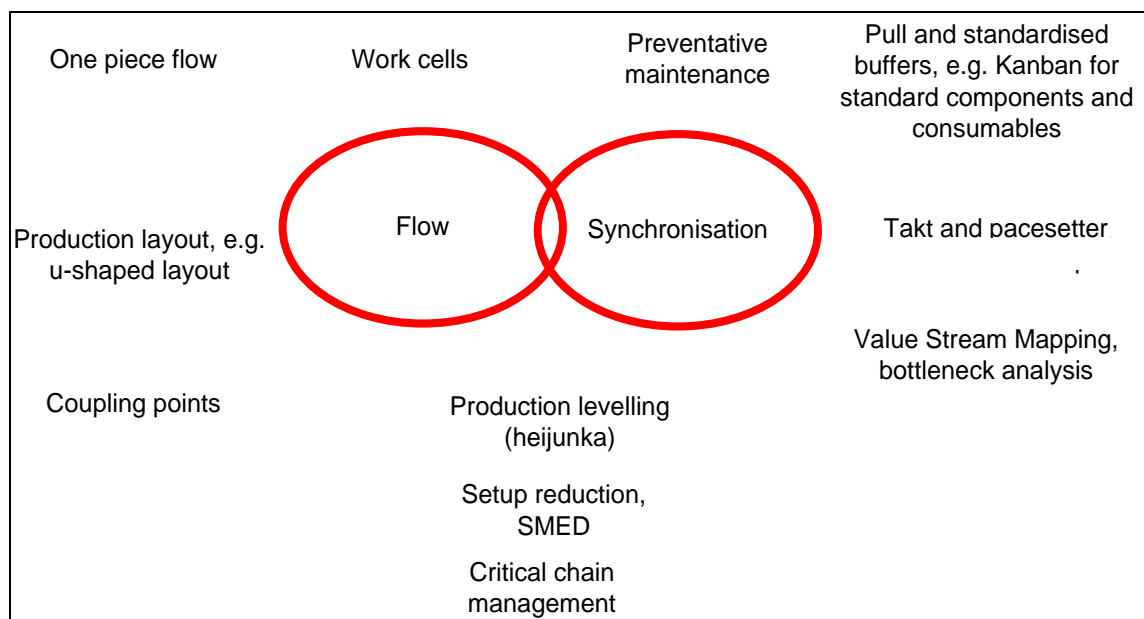 One piece flow
Work cells
Preventative
maintenance
Pull and standardised
buffers, e.g. Kanban for
standard components and
consumables
Production layout, e.g.
u-shaped layout
Flow
Synchronisation
Takt and pacesetter
Value Stream Mapping,
bottleneck analysis
Coupling points
Production levelling
(heijunka)
Setup reduction,
SMED
Critical chain
management